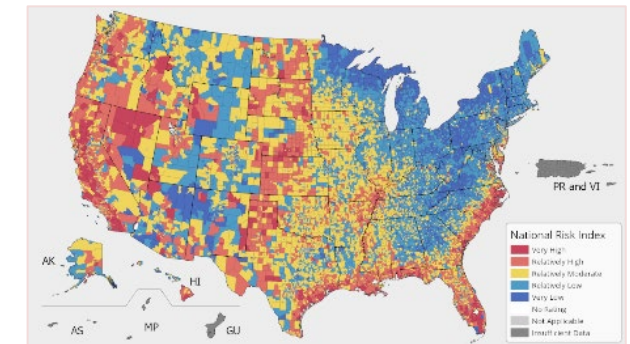 PR and VI
National Risk Index
Very High
Relatively High
Relatively Moderate
Relatively Low
Very Low
No Rating
Not Applicable
Insufficient Data
AK
HI
AS
MP
GU